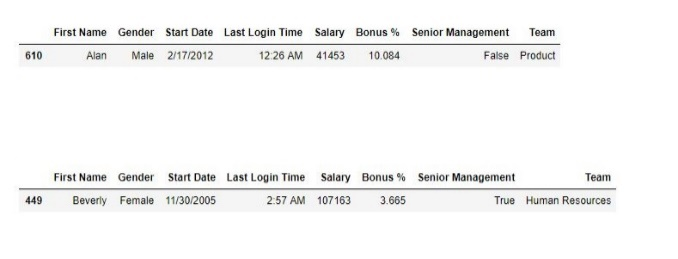 First Name Gender Start Date Last Login Time Salary Bonus % Senior Management Team
610 Alan Male 2/17/2012 12:26 AM 41453 10.084 False Product
First Name Gender Start Date Last Login Time Salary Bonus % Senior Management Team
449 Beverly Female 11/30/2005 2:57 AM 107163 3.665 True Human Resources